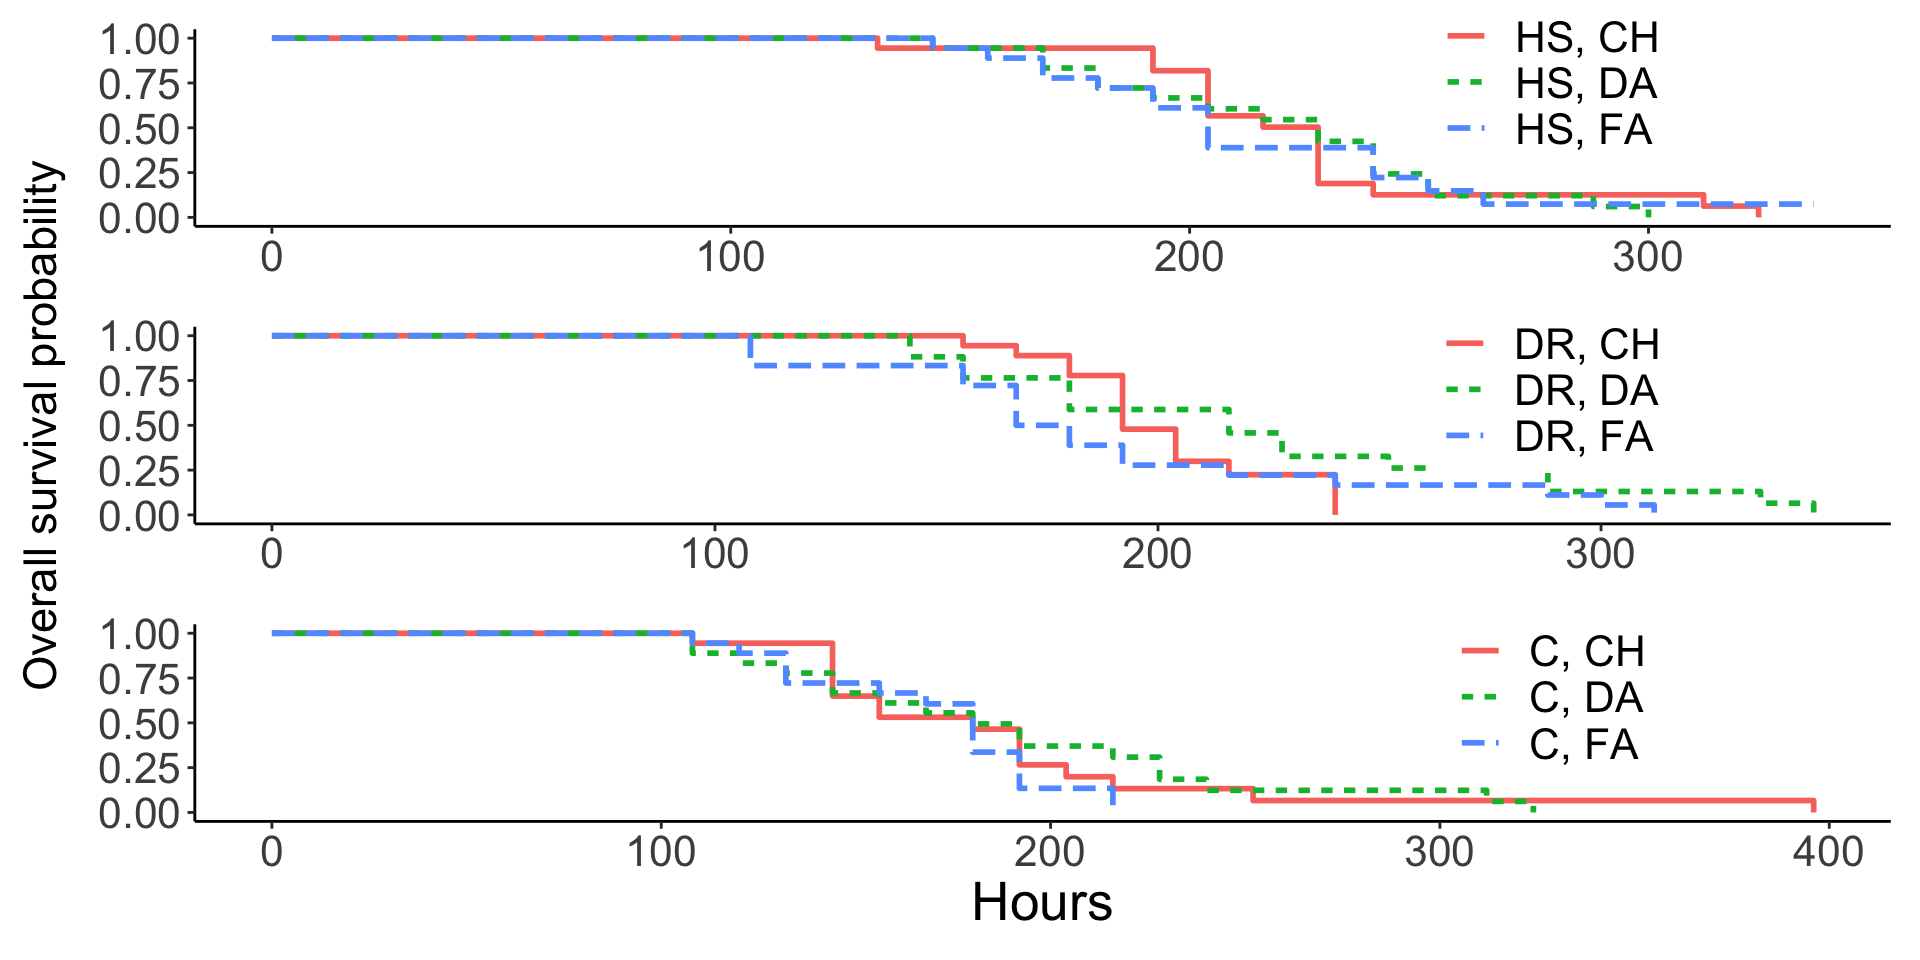 Overall survival probability
1.00
0.75
0.50
0.25
0.00
0 100 200 300
HS, CH
HS, DA
HS, FA
1.00
0.75
0.50
0.25
0.00
0 100 200 300
DR, CH
DR, DA
DR, FA
1.00
0.75
0.50
0.25
0.00
0 100 200 300 400
C, CH
C, DA
C, FA
Hours